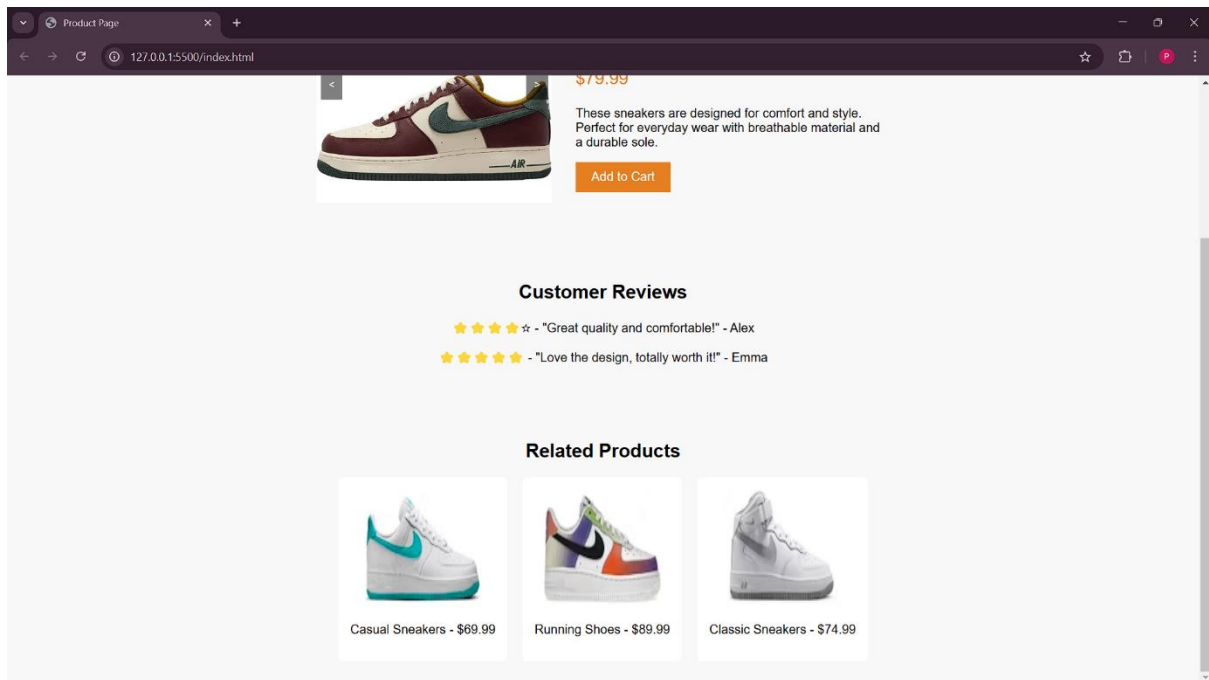 Product Page
127.0.0.1:5500/index.html
P
$79.99
< >
These sneakers are designed for comfort and style.
Perfect for everyday wear with breathable material and
a durable sole.
AIR
Add to Cart
Customer Reviews
⭐⭐⭐⭐☆ - "Great quality and comfortable!" - Alex
⭐⭐⭐⭐⭐ - "Love the design, totally worth it!" - Emma
Related Products
Casual Sneakers - $69.99
Running Shoes - $89.99
Classic Sneakers - $74.99